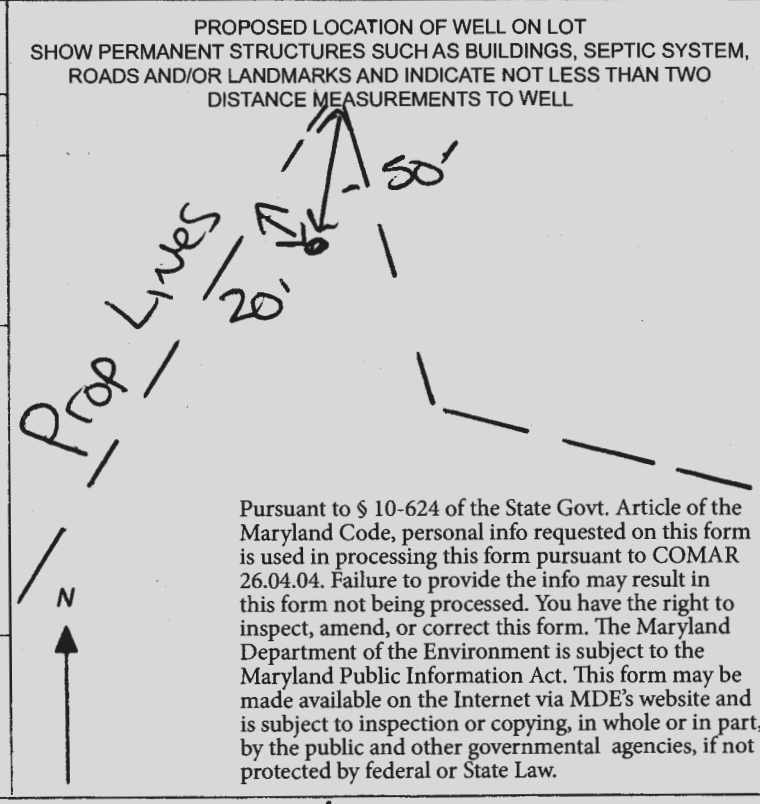 PROPOSED LOCATION OF WELL ON LOT
SHOW PERMANENT STRUCTURES SUCH AS BUILDINGS, SEPTIC SYSTEM,
ROADS AND/OR LANDMARKS AND INDICATE NOT LESS THAN TWO
DISTANCE MEASUREMENTS TO WELL
50'
20'
Prop Lines
N
Pursuant to § 10-624 of the State Govt. Article of the
Maryland Code, personal info requested on this form
is used in processing this form pursuant to COMAR
26.04.04. Failure to provide the info may result in
this form not being processed. You have the right to
inspect, amend, or correct this form. The Maryland
Department of the Environment is subject to the
Maryland Public Information Act. This form may be
made available on the Internet via MDE's website and
is subject to inspection or copying, in whole or in part,
by the public and other governmental agencies, if not
protected by federal or State Law.